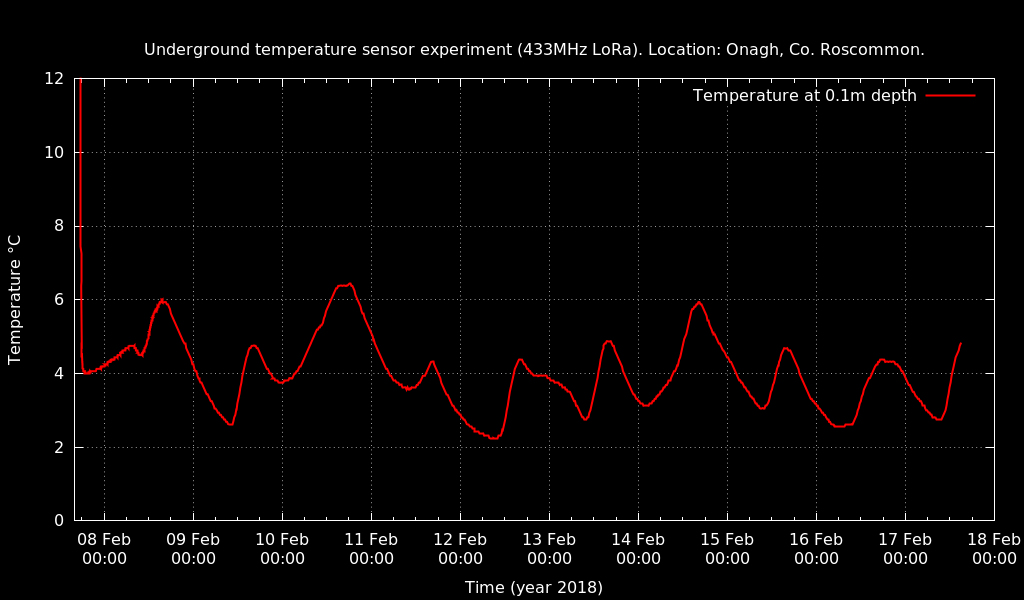 Underground temperature sensor experiment (433MHz LoRa). Location: Onagh, Co. Roscommon.
Temperature at 0.1m depth
12
10
8
6
4
2
0
Temperature °C
08 Feb 09 Feb 10 Feb 11 Feb 12 Feb 13 Feb 14 Feb 15 Feb 16 Feb 17 Feb 18 Feb
00:00 00:00 00:00 00:00 00:00 00:00 00:00 00:00 00:00 00:00 00:00
Time (year 2018)